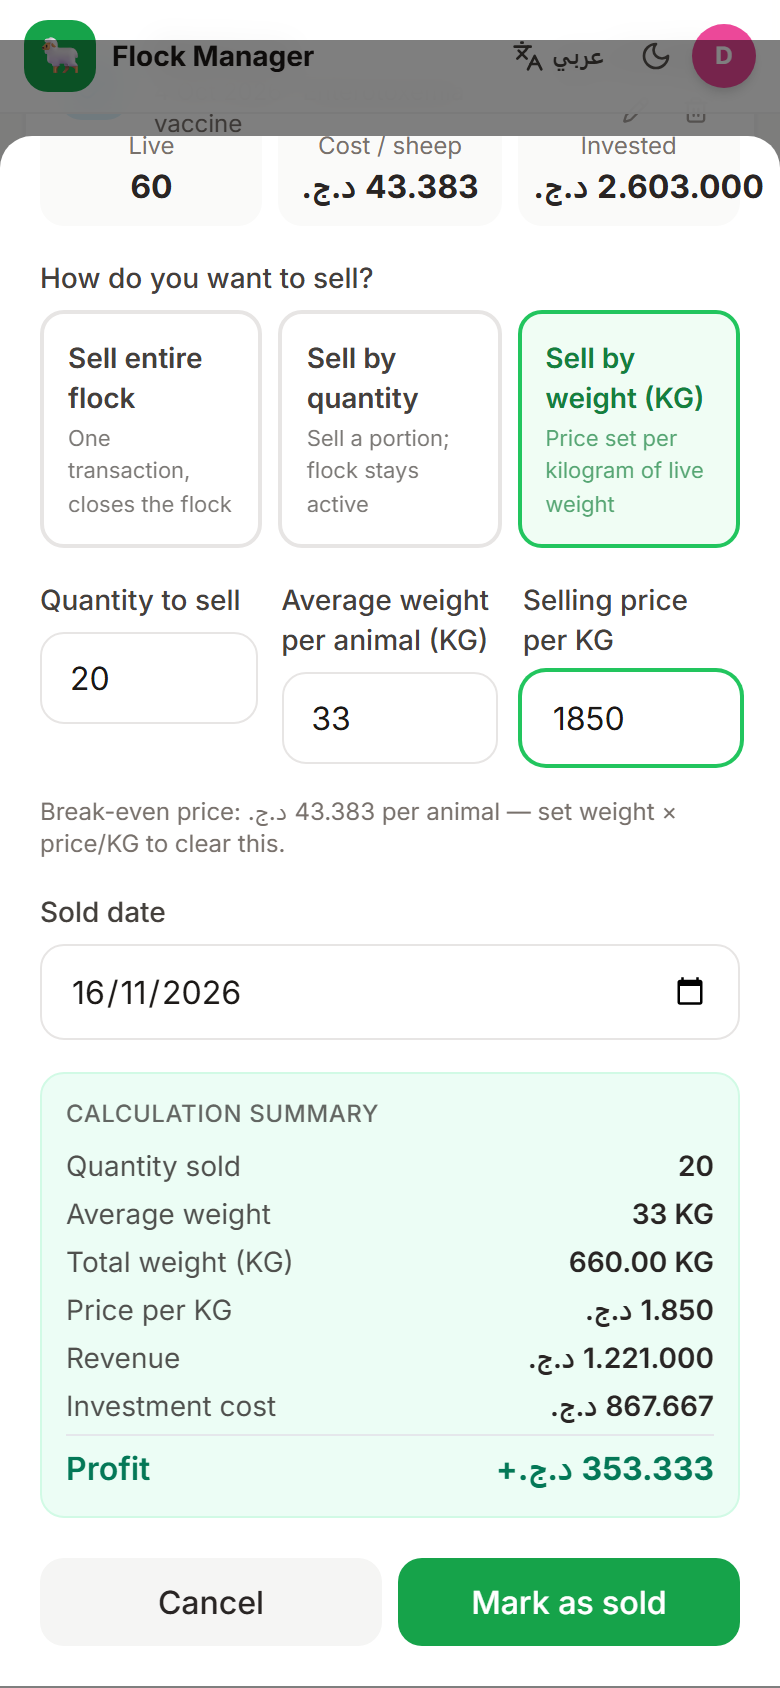 Flock Manager
عربي
D
vaccine
Live
Cost / sheep
Invested
60
د.ج. 43.383
د.ج. 2.603.000
How do you want to sell?
Sell entire
flock
One
transaction,
closes the flock
Sell by
quantity
Sell a portion;
flock stays
active
Sell by
weight (KG)
Price set per
kilogram of live
weight
Quantity to sell
20
Average weight
per animal (KG)
33
Selling price
per KG
1850
Break-even price: د.ج. 43.383 per animal — set weight ×
price/KG to clear this.
Sold date
16/11/2026
CALCULATION SUMMARY
Quantity sold
20
Average weight
33 KG
Total weight (KG)
660.00 KG
Price per KG
د.ج. 1.850
Revenue
د.ج. 1.221.000
Investment cost
د.ج. 867.667
Profit
+د.ج. 353.333
Cancel
Mark as sold